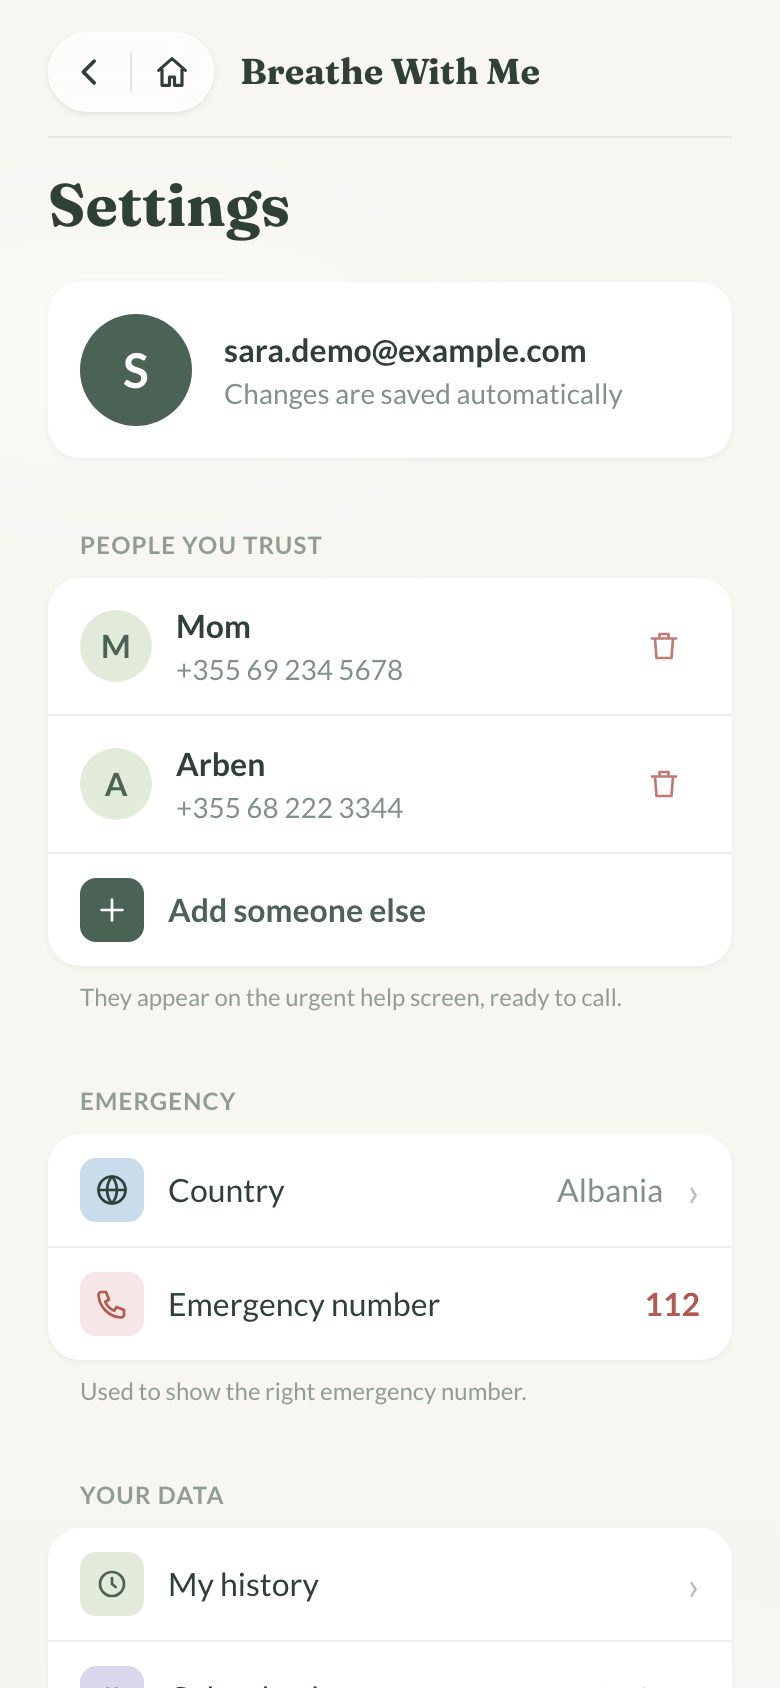 Breathe With Me
Settings
S
sara.demo@example.com
Changes are saved automatically
PEOPLE YOU TRUST
M
Mom
+355 69 234 5678
A
Arben
+355 68 222 3344
Add someone else
They appear on the urgent help screen, ready to call.
EMERGENCY
Country
Albania
Emergency number
112
Used to show the right emergency number.
YOUR DATA
My history